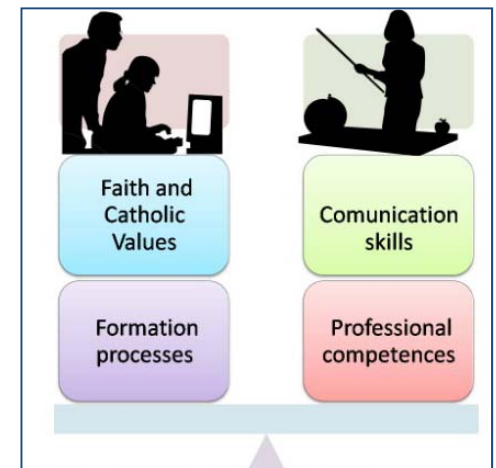 Faith and
Catholic
Values
Comunication
skills
Formation
processes
Professional
competences